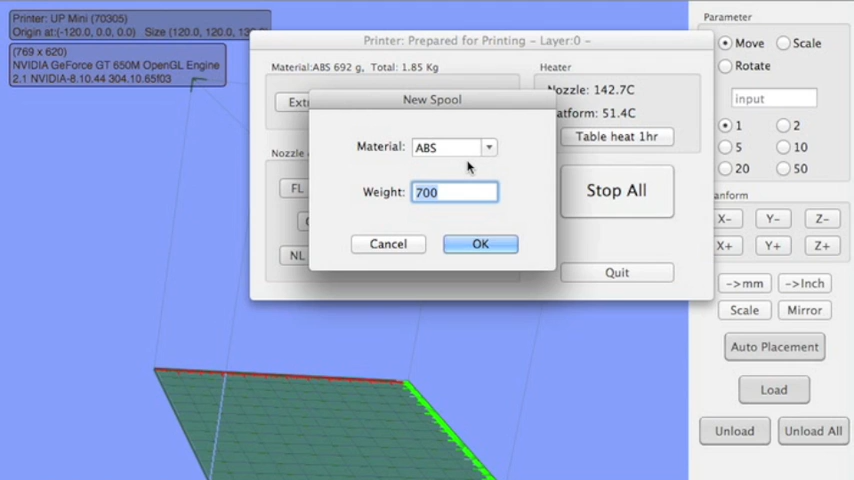 Printer: UP Mini (70305)
Origin at:(-120.0, 0.0, 0.0) Size (120.0, 120.0,
(769 x 620)
NVIDIA GeForce GT 650M OpenGL Engine
2.1 NVIDIA-8.10.44 304.10.65f03
Printer: Prepared for Printing - Layer:0 -
Material:ABS 692 g, Total: 1.85 Kg
Extr
Nozzle
FL
NL
Heater
Nozzle: 142.7C
atform: 51.4C
Table heat 1hr
Stop All
Quit
New Spool
Material: ABS
Weight: 700
Cancel OK
Parameter
Move Scale
Rotate
input
1 2
5 10
20 50
anform
X- Y- Z-
X+ Y+ Z+
->mm ->Inch
Scale Mirror
Auto Placement
Load
Unload Unload All